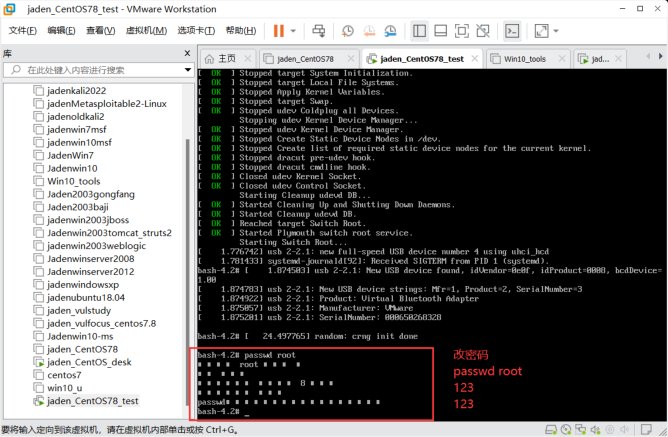 jaden_CentOS78_test - VMware Workstation
文件(F) 编辑(E) 查看(V) 虚拟机(M) 选项卡(T) 帮助(H)
库
在此处键入内容进行搜索
jadenkali2022
jadenMetasploitable2-Linux
jadenoldkali2
jadenwin7msf
jadenwin10msf
JadenWin7
Jadenwin10
Win10_tools
Jaden2003gongfang
Jaden2003baji
Jadenwin2003jboss
Jadenwin2003tomcat_struts2
Jadenwin2003weblogic
Jadenwinserver2008
Jadenwinserver2012
jadenwindowsxp
jadenubuntu18.04
jaden_vulstudy
jaden_vulfocus_centos7.8
Jadenwin10-ms
jaden_CentOS78
jaden_CentOS_desk
centos7
win10_u
jaden_CentOS78_test
主页 jaden_CentOS78 jaden_CentOS78_test Win10_tools jad...
[ OK ] Stopped target System Initialization.
[ OK ] Stopped target Local File Systems.
[ OK ] Stopped Apply Kernel Variables.
[ OK ] Stopped target Swap.
[ OK ] Stopped udev Coldplug all Devices.
Stopping udev Kernel Device Manager...
[ OK ] Stopped udev Kernel Device Manager.
[ OK ] Stopped Create Static Device Nodes in /dev.
[ OK ] Stopped Create list of required static device nodes for the current kernel.
[ OK ] Stopped dracut pre-udev hook.
[ OK ] Stopped dracut cmdline hook.
[ OK ] Closed udev Kernel Socket.
[ OK ] Closed udev Control Socket.
Starting Cleanup udevd DB...
[ OK ] Started Cleaning Up and Shutting Down Daemons.
[ OK ] Started Cleanup udevd DB.
[ OK ] Reached target Switch Root.
[ OK ] Started Plymouth switch root service.
Starting Switch Root...
[ 1.776742] usb 2-2.1: new full-speed USB device number 4 using uhci_hcd
[ 1.781433] systemd-journald[92]: Received SIGTERM from PID 1 (systemd).
bash-4.2# [ 1.874503] usb 2-2.1: New USB device found, idVendor=0e0f, idProduct=0008, bcdDevice=
1.00
[ 1.874783] usb 2-2.1: New USB device strings: Mfr=1, Product=2, SerialNumber=3
[ 1.874922] usb 2-2.1: Product: Virtual Bluetooth Adapter
[ 1.875057] usb 2-2.1: Manufacturer: VMware
[ 1.875201] usb 2-2.1: SerialNumber: 000650268328
bash-4.2# [ 24.497765] random: crng init done
bash-4.2# passwd root
root
8
passwd
bash-4.2# _
改密码
passwd root
123
123
要将输入定向到该虚拟机，请在虚拟机内部单击或按 Ctrl+G。